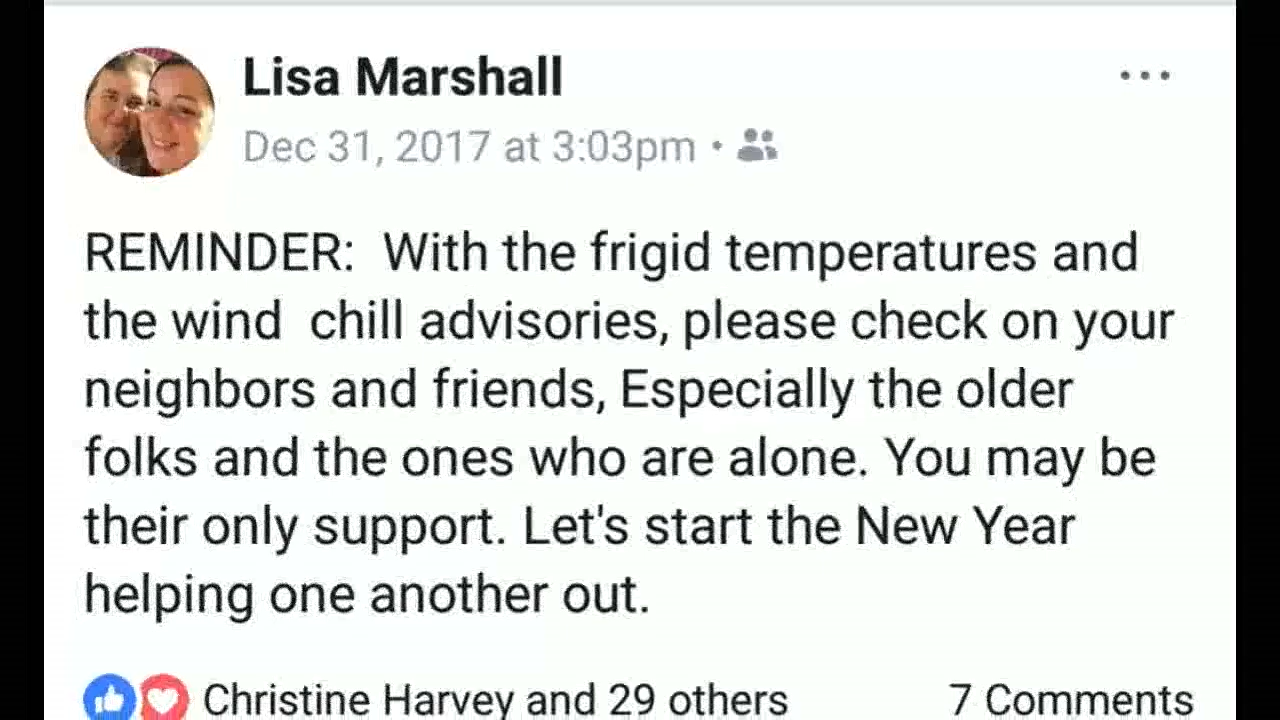 Lisa Marshall
Dec 31, 2017 at 3:03pm
REMINDER:  With the frigid temperatures and
the wind  chill advisories, please check on your
neighbors and friends, Especially the older
folks and the ones who are alone. You may be
their only support. Let's start the New Year
helping one another out.
Christine Harvey and 29 others 7 Comments